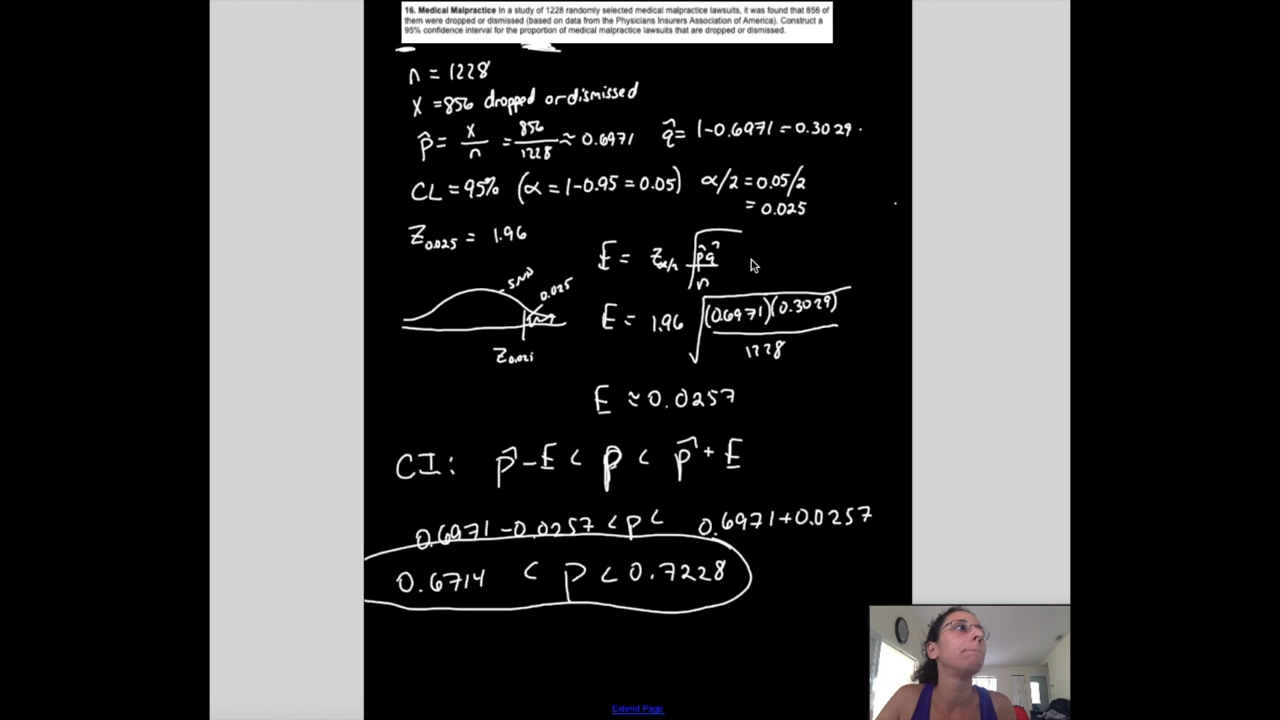 16. Medical Malpractice In a study of 1228 randomly selected medical malpractice lawsuits, it was found that 856 of
them were dropped or dismissed (based on data from the Physicians Insurers Association of America). Construct a
95% confidence interval for the proportion of medical malpractice lawsuits that are dropped or dismissed.
n = 1228
X = 856 dropped or dismissed
p̂ = x/n = 856/1228 ≈ 0.6971 q̂ = 1-0.6971 = 0.3029.
CL = 95% (α = 1-0.95 = 0.05) α/2 = 0.05/2
= 0.025
Z0.025 = 1.96
E = zα/2 √(p̂q̂/n)
SND
0.025
E = 1.96 √((0.6971)(0.3029)/1228)
Z0.025
E ≈ 0.0257
CI: p̂ - E < p < p̂ + E
0.6971 - 0.0257 < p < 0.6971 + 0.0257
0.6714 < p < 0.7228
Extend Page